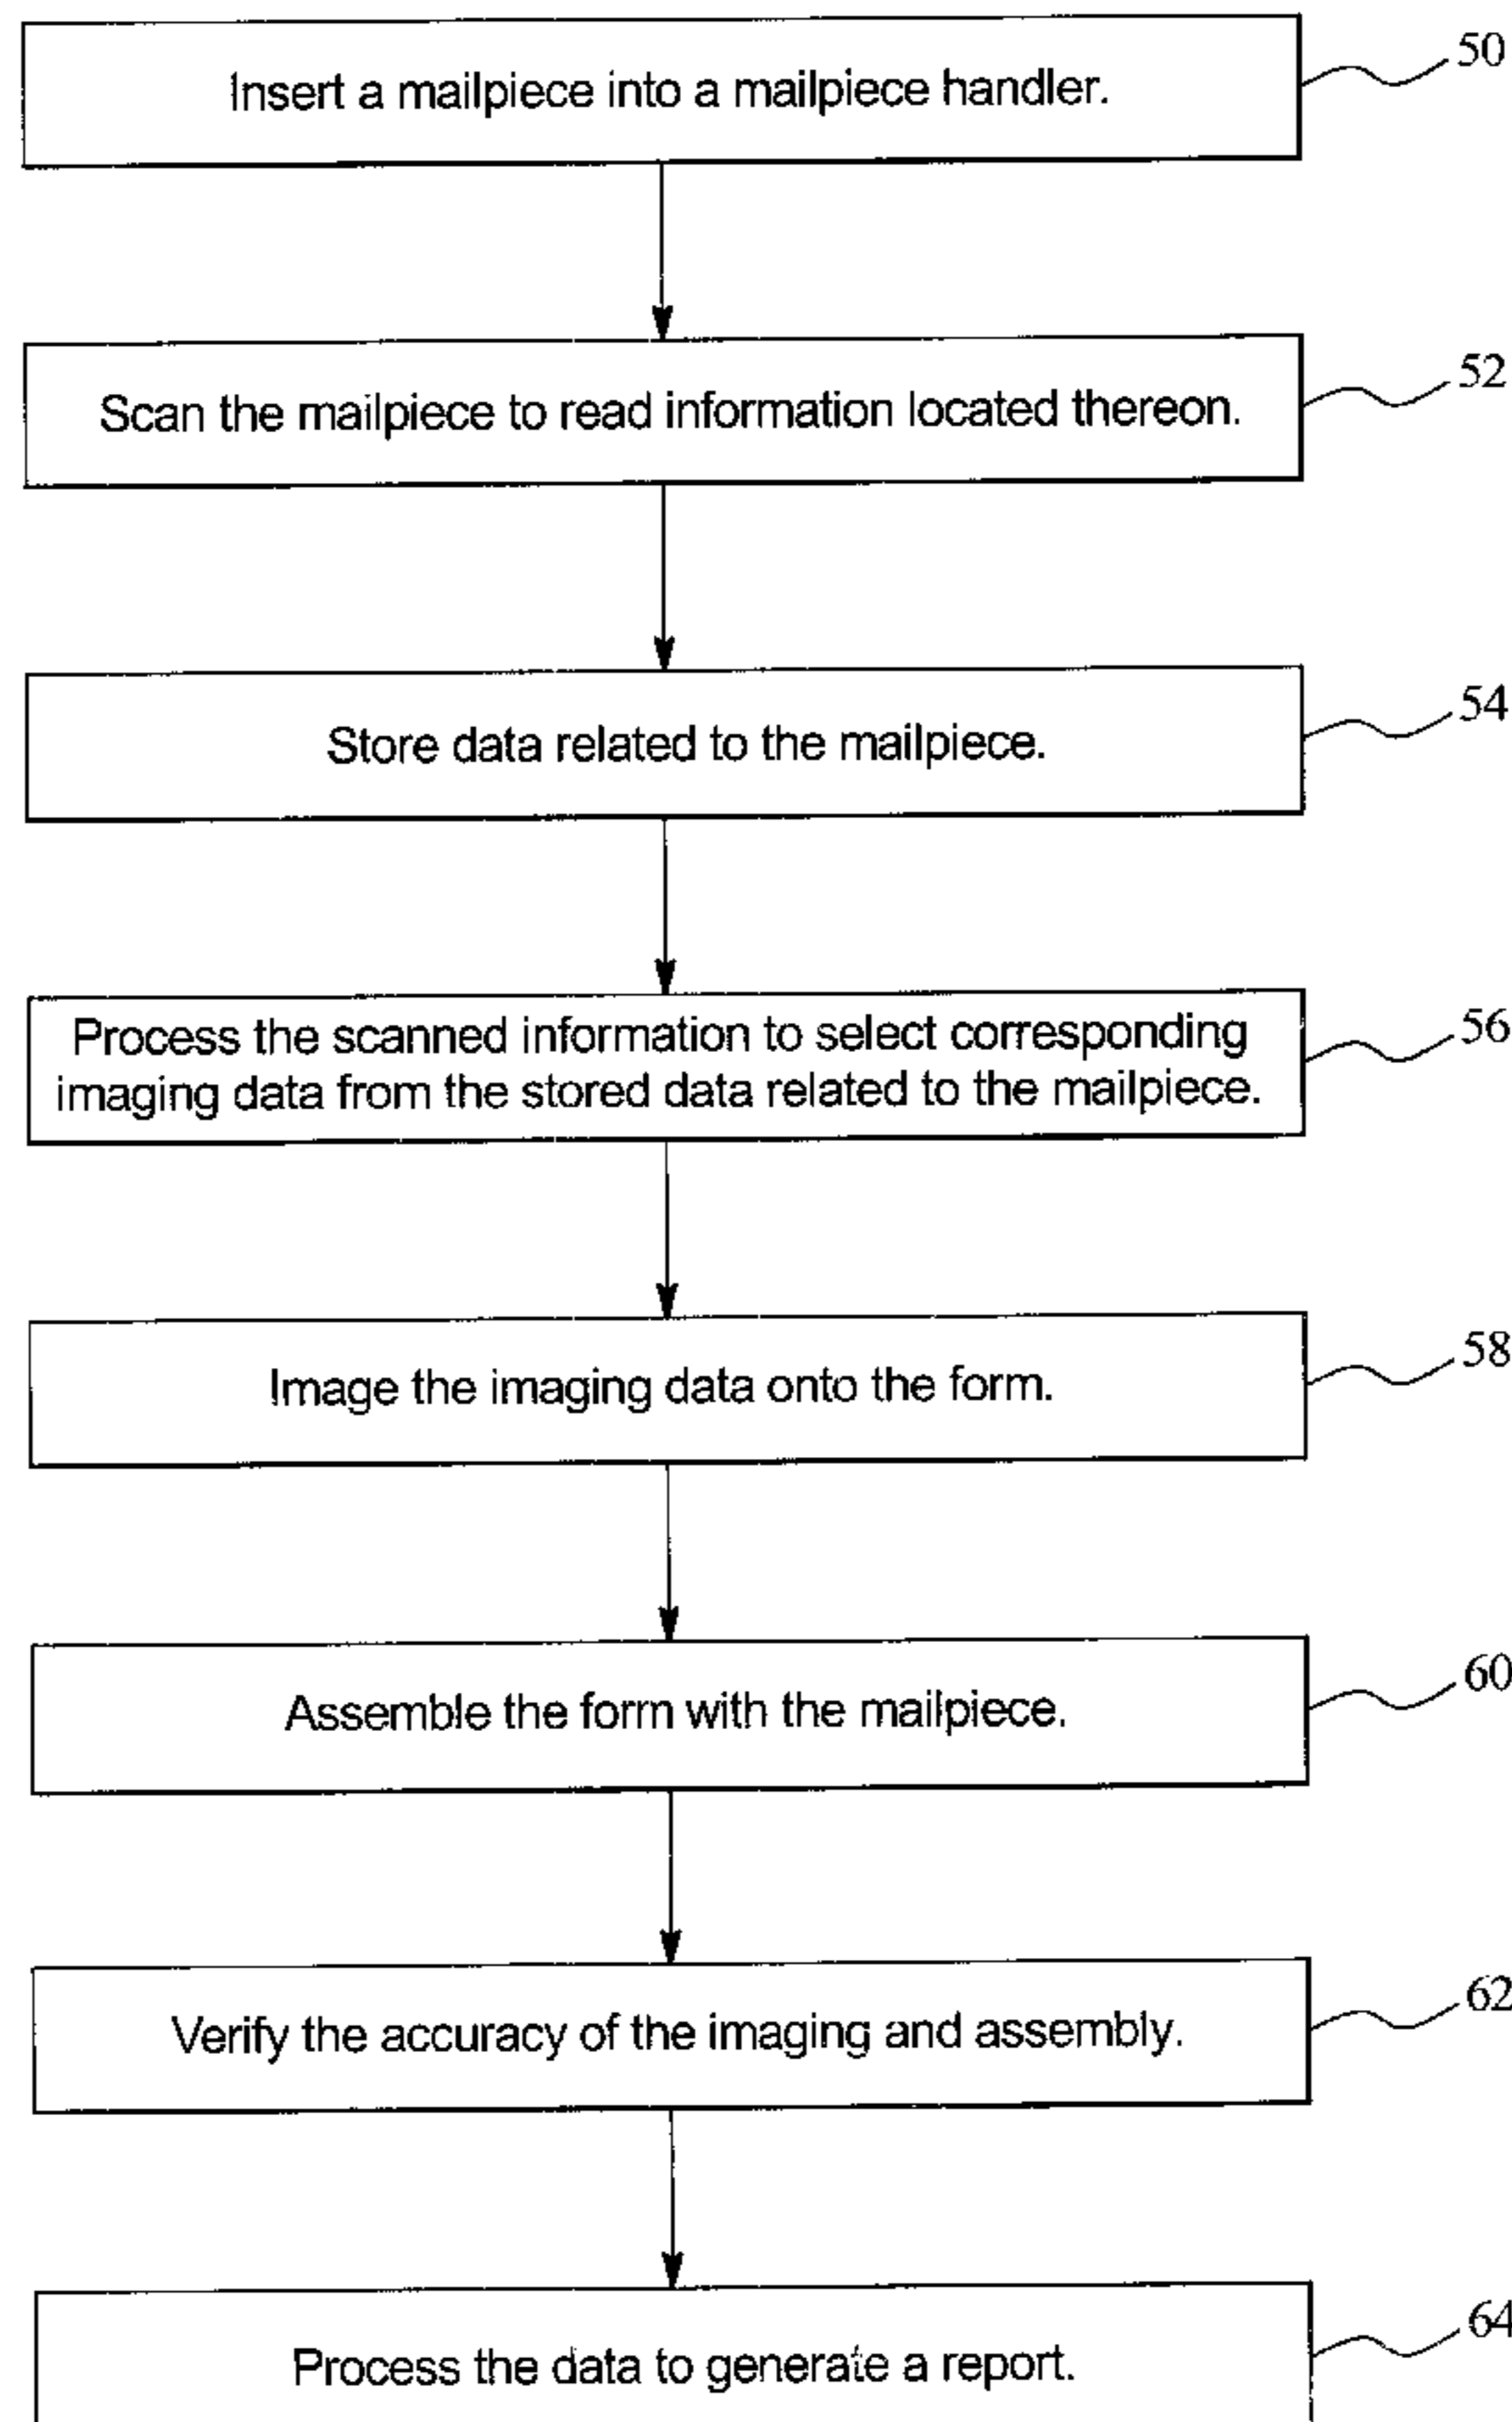 Insert a mailpiece into a mailpiece handler.
50
Scan the mailpiece to read information located thereon.
52
Store data related to the mailpiece.
54
Process the scanned information to select corresponding
imaging data from the stored data related to the mailpiece.
56
Image the imaging data onto the form.
58
Assemble the form with the mailpiece.
60
Verify the accuracy of the imaging and assembly.
62
Process the data to generate a report.
64